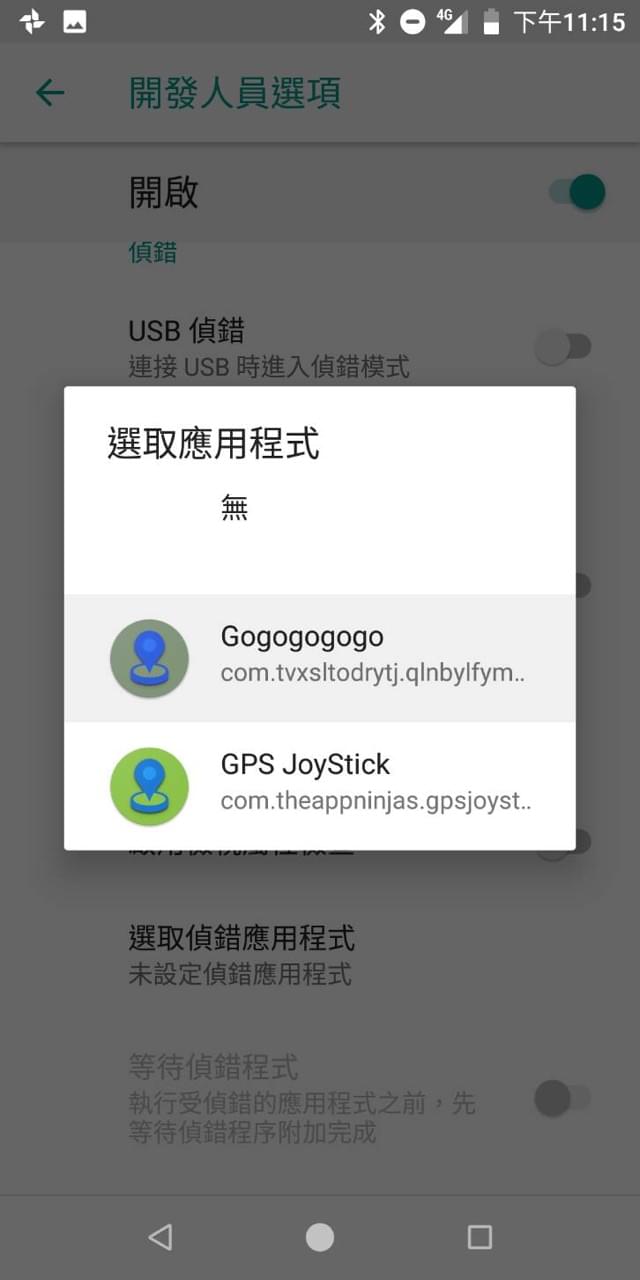 4G 下午11:15
開發人員選項
開啟
偵錯
USB 偵錯
連接 USB 時進入偵錯模式
選取應用程式
無
Gogogogogo
com.tvxsltodrytj.qlnbylfym..
GPS JoyStick
com.theappninjas.gpsjoyst..
選取偵錯應用程式
未設定偵錯應用程式
等待偵錯程式
執行受偵錯的應用程式之前，先
等待偵錯程序附加完成